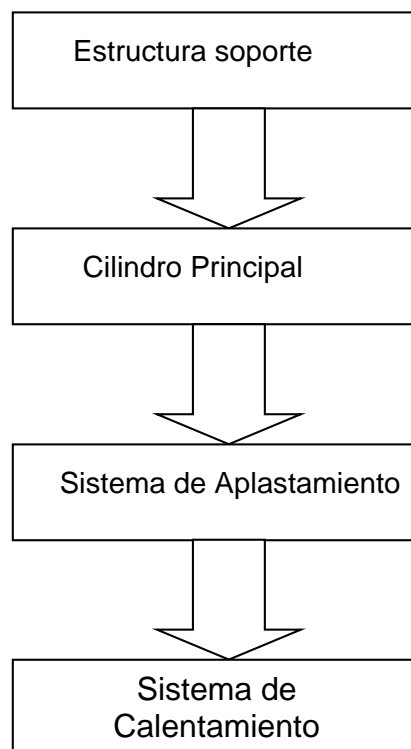 Estructura soporte
Cilindro Principal
Sistema de Aplastamiento
Sistema de
Calentamiento